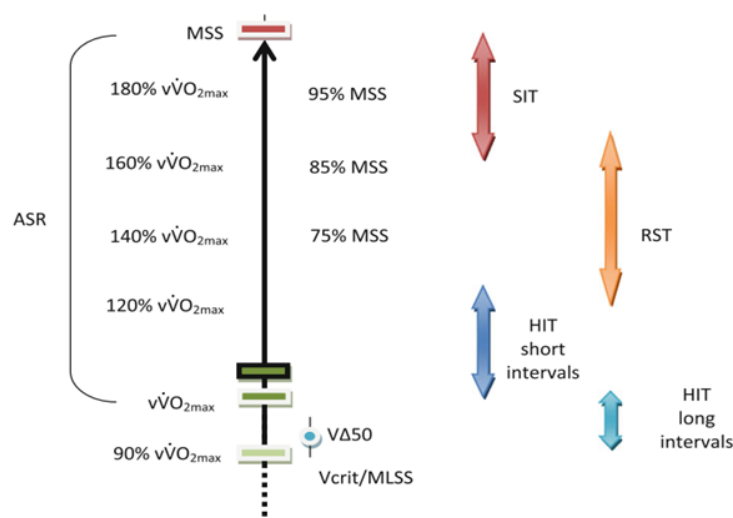 MSS
180% vV̇O₂max
95% MSS
SIT
160% vV̇O₂max
85% MSS
ASR
140% vV̇O₂max
75% MSS
RST
120% vV̇O₂max
HIT
short
intervals
vV̇O₂max
HIT
long
intervals
VΔ50
90% vV̇O₂max
Vcrit/MLSS